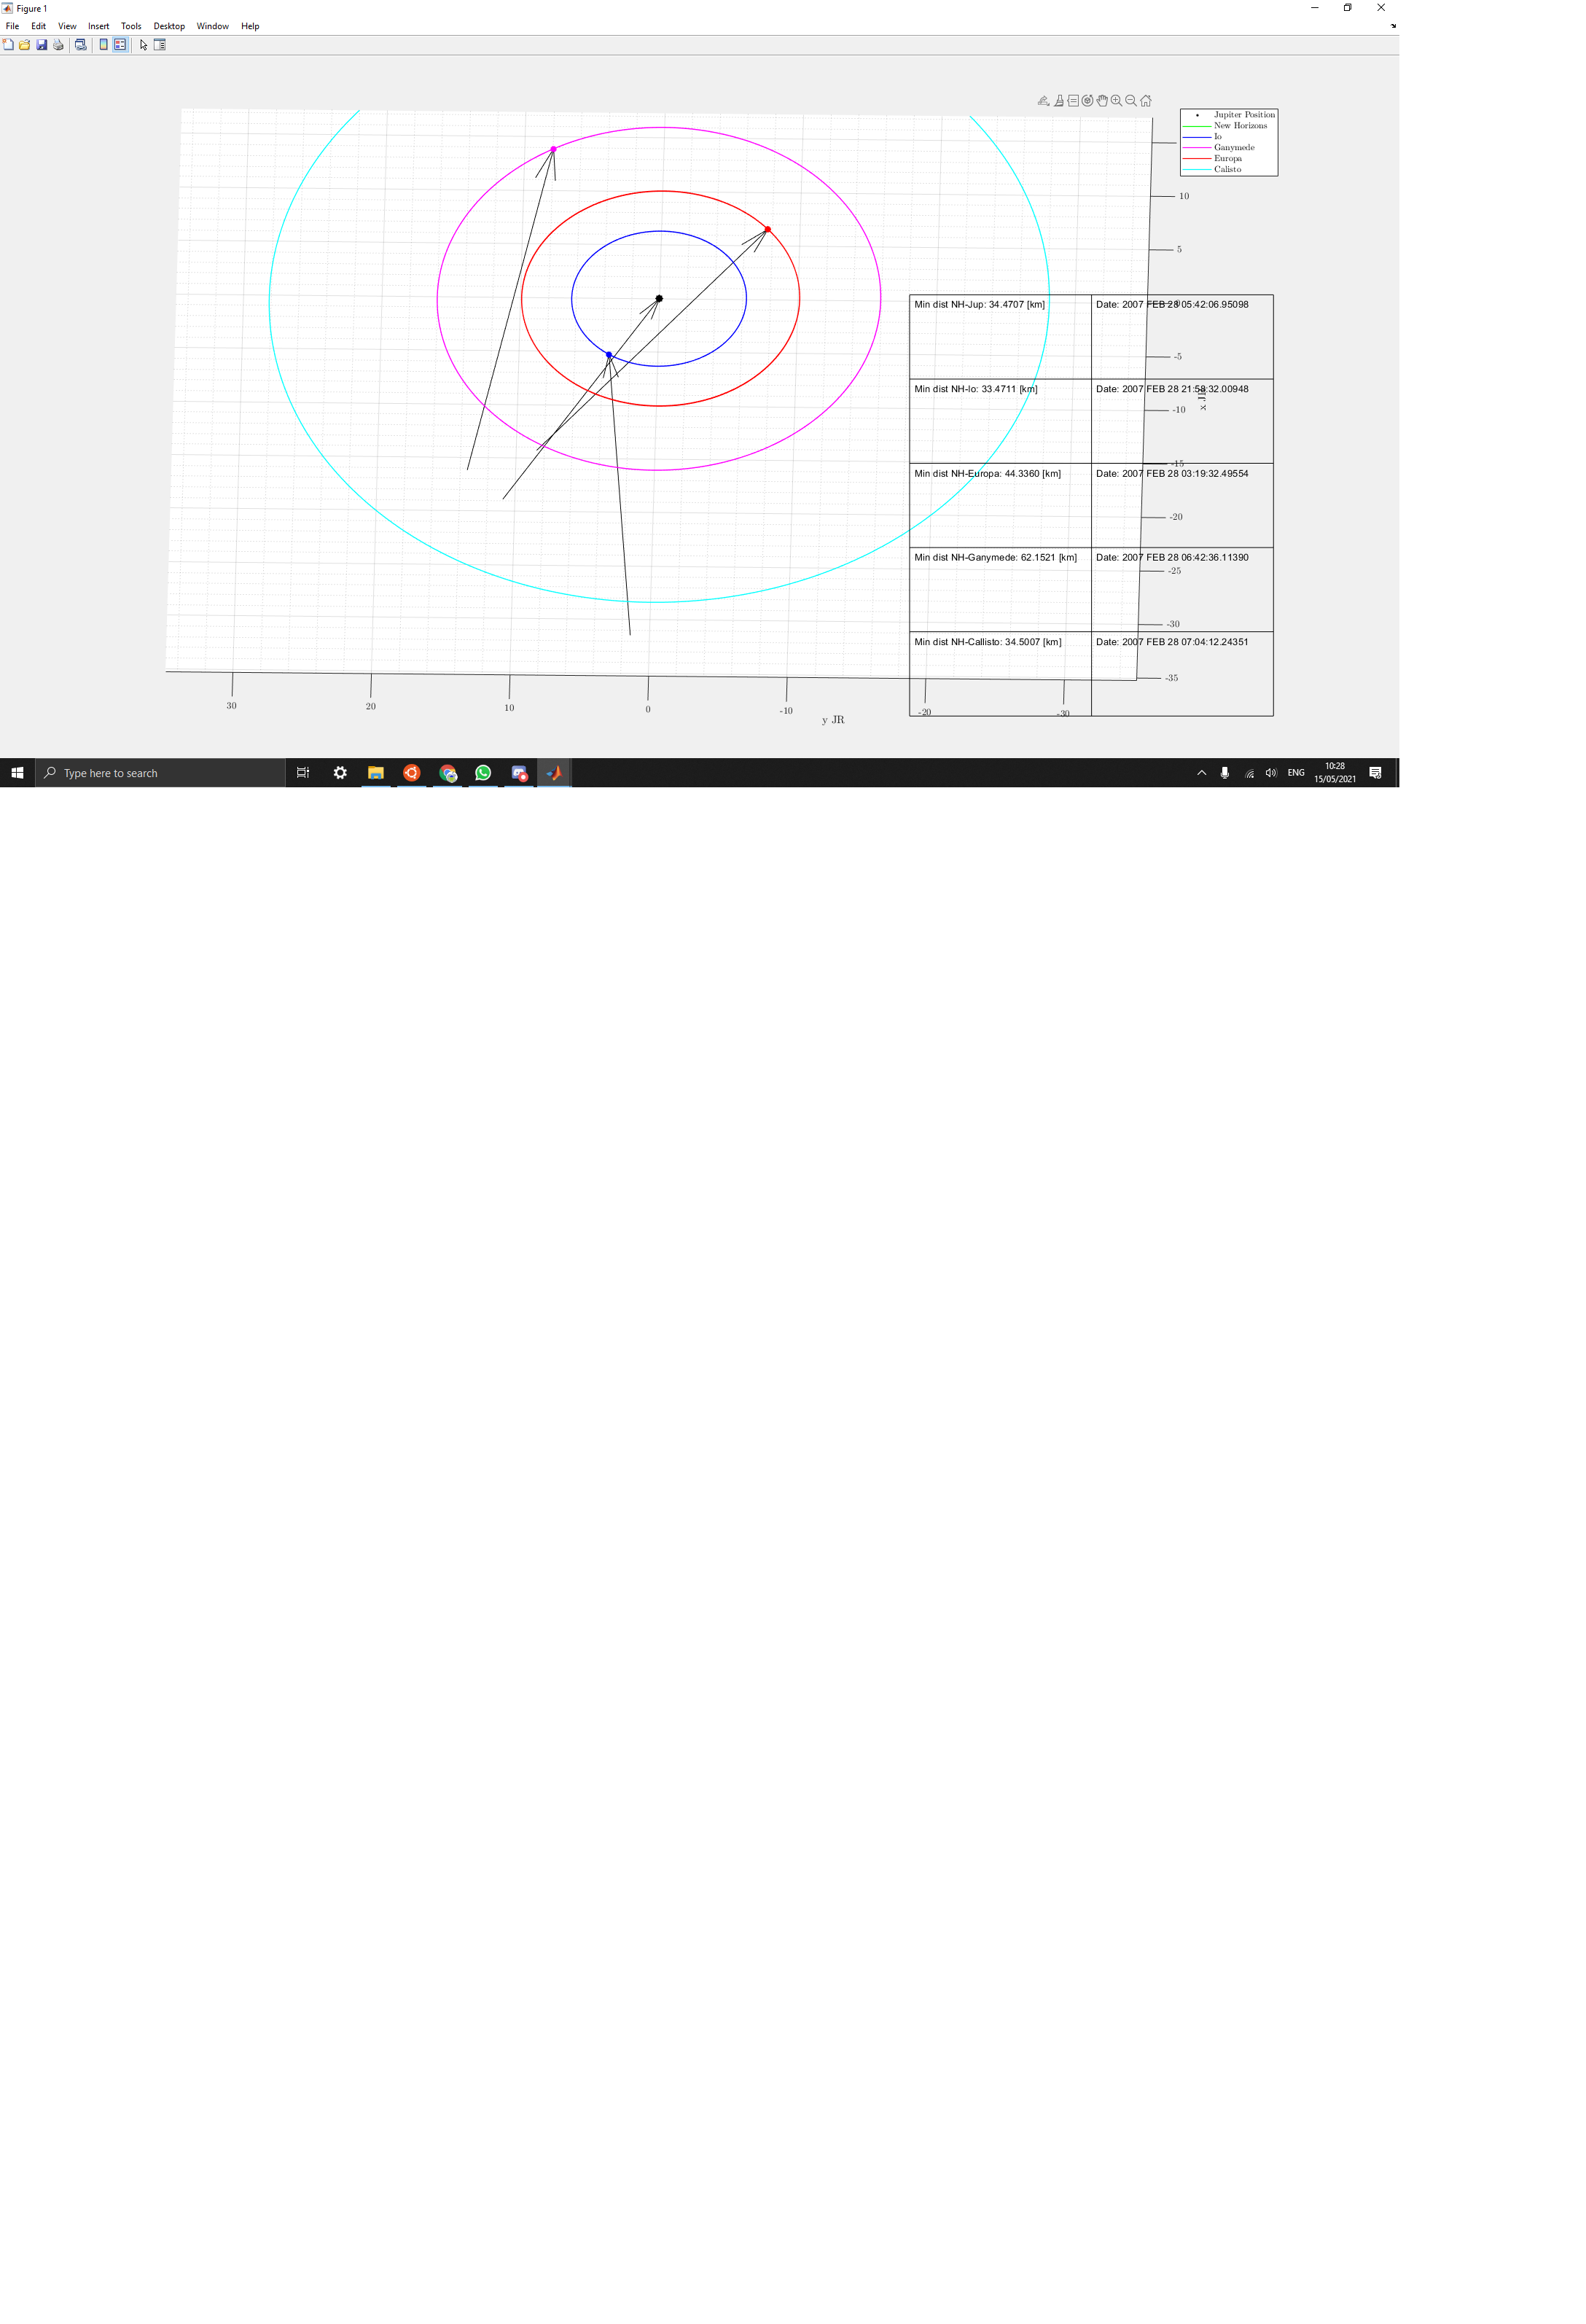 Figure 1
File Edit View Insert Tools Desktop Window Help
Jupiter Position
New Horizons
Io
Ganymede
Europa
Calisto
10
5
0
-5
-10
-15
-20
-25
-30
-35
x JR
30
20
10
0
-10
-20
-30
y JR
Min dist NH-Jup: 34.4707 [km] Date: 2007 FEB 28 05:42:06.95098
Min dist NH-Io: 33.4711 [km] Date: 2007 FEB 28 21:58:32.00948
Min dist NH-Europa: 44.3360 [km] Date: 2007 FEB 28 03:19:32.49554
Min dist NH-Ganymede: 62.1521 [km] Date: 2007 FEB 28 06:42:36.11390
Min dist NH-Callisto: 34.5007 [km] Date: 2007 FEB 28 07:04:12.24351
Type here to search
ENG
10:28
15/05/2021